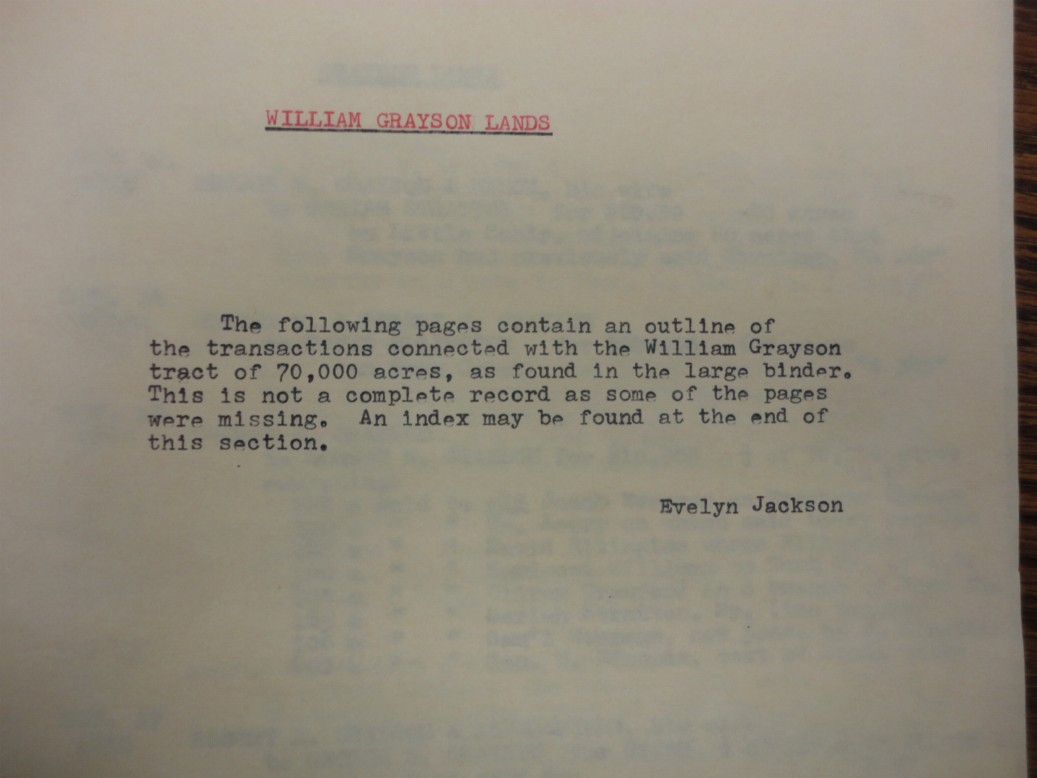 WILLIAM GRAYSON LANDS
The following pages contain an outline of
the transactions connected with the William Grayson
tract of 70,000 acres, as found in the large binder.
This is not a complete record as some of the pages
were missing. An index may be found at the end of
this section.
Evelyn Jackson